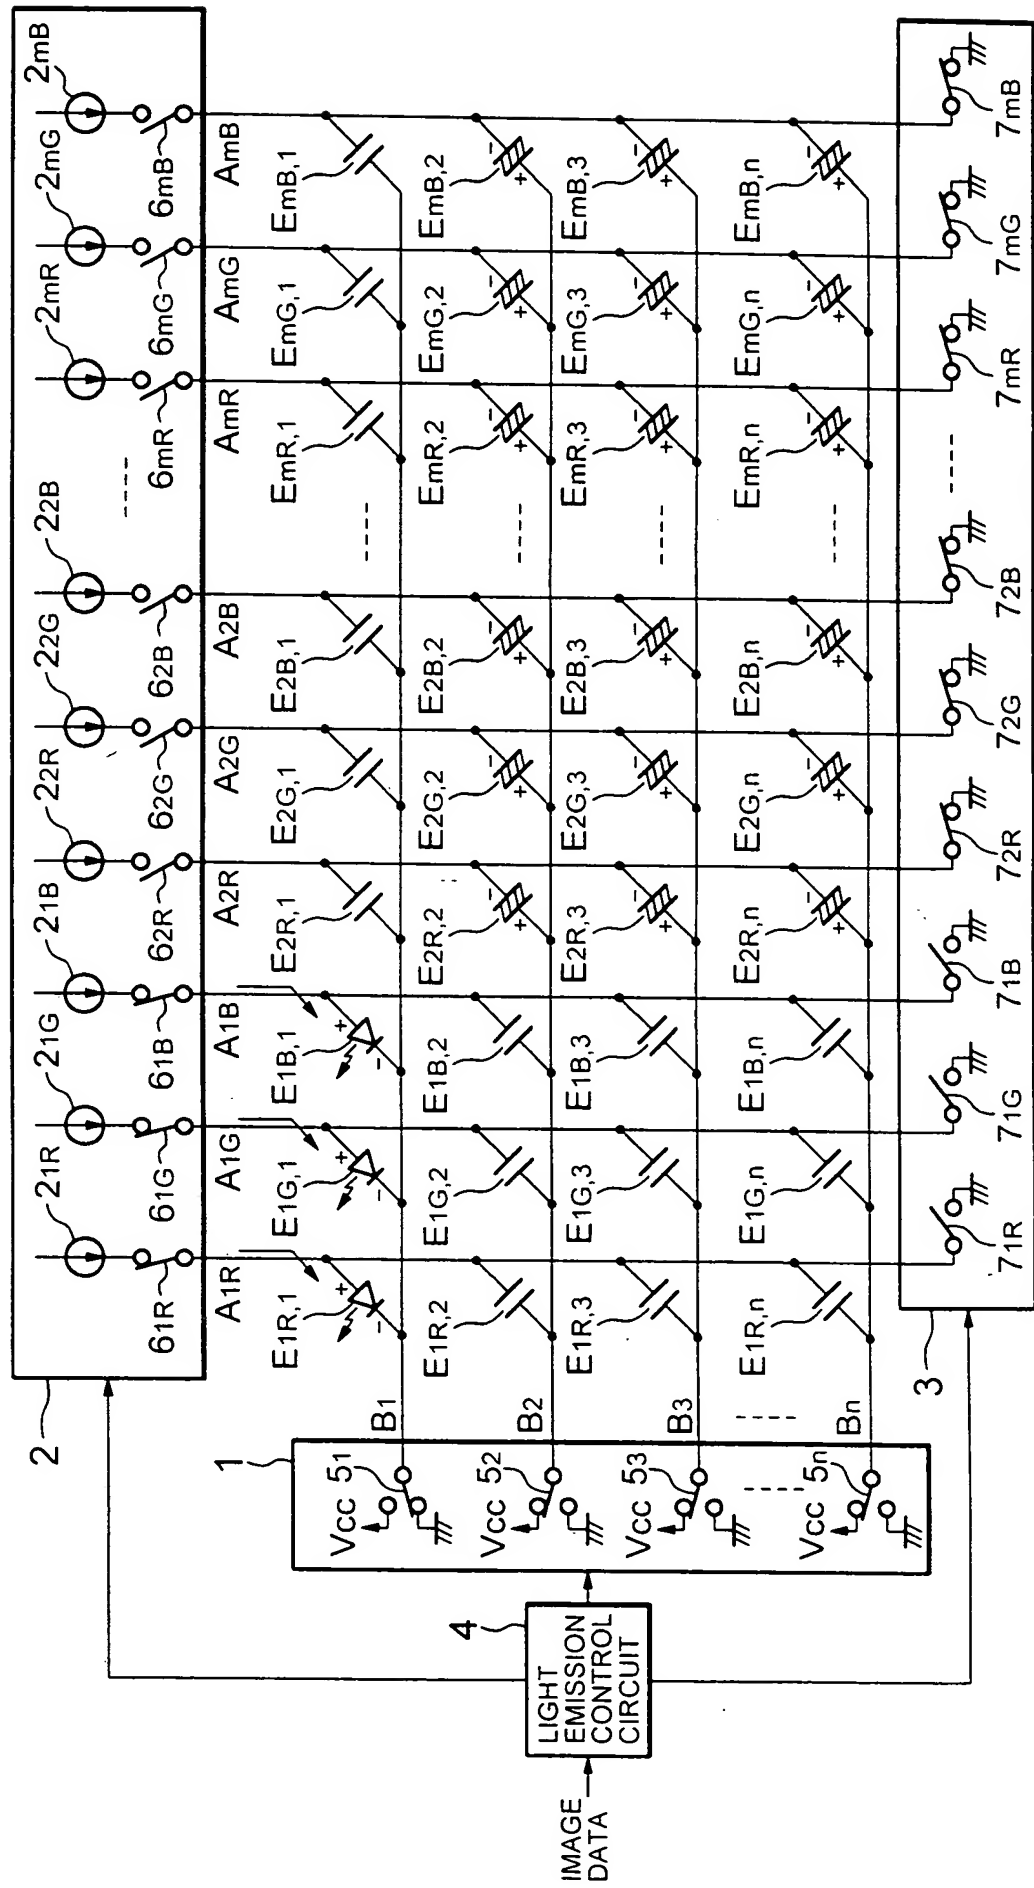 2
21R 21G 21B 22R 22G 22B 2mR 2mG 2mB
61R 61G 61B 62R 62G 62B ----- 6mR 6mG 6mB
A1R A1G A1B A2R A2G A2B AmR AmG AmB
E1R,1 E1G,1 E1B,1 E2R,1 E2G,1 E2B,1 ----- EmR,1 EmG,1 EmB,1
+ - + - + -
1
Vcc 51 B1
E1R,2 E1G,2 E1B,2 E2R,2 E2G,2 E2B,2 ----- EmR,2 EmG,2 EmB,2
- + - + - + - + - + - +
Vcc 52 B2
E1R,3 E1G,3 E1B,3 E2R,3 E2G,3 E2B,3 ----- EmR,3 EmG,3 EmB,3
- + - + - + - + - + - +
Vcc 53 B3
E1R,n E1G,n E1B,n E2R,n E2G,n E2B,n ----- EmR,n EmG,n EmB,n
- + - + - + - + - + - +
Vcc 5n Bn
4
LIGHT
EMISSION
CONTROL
CIRCUIT
IMAGE
DATA
3
71R 71G 71B 72R 72G 72B ----- 7mR 7mG 7mB